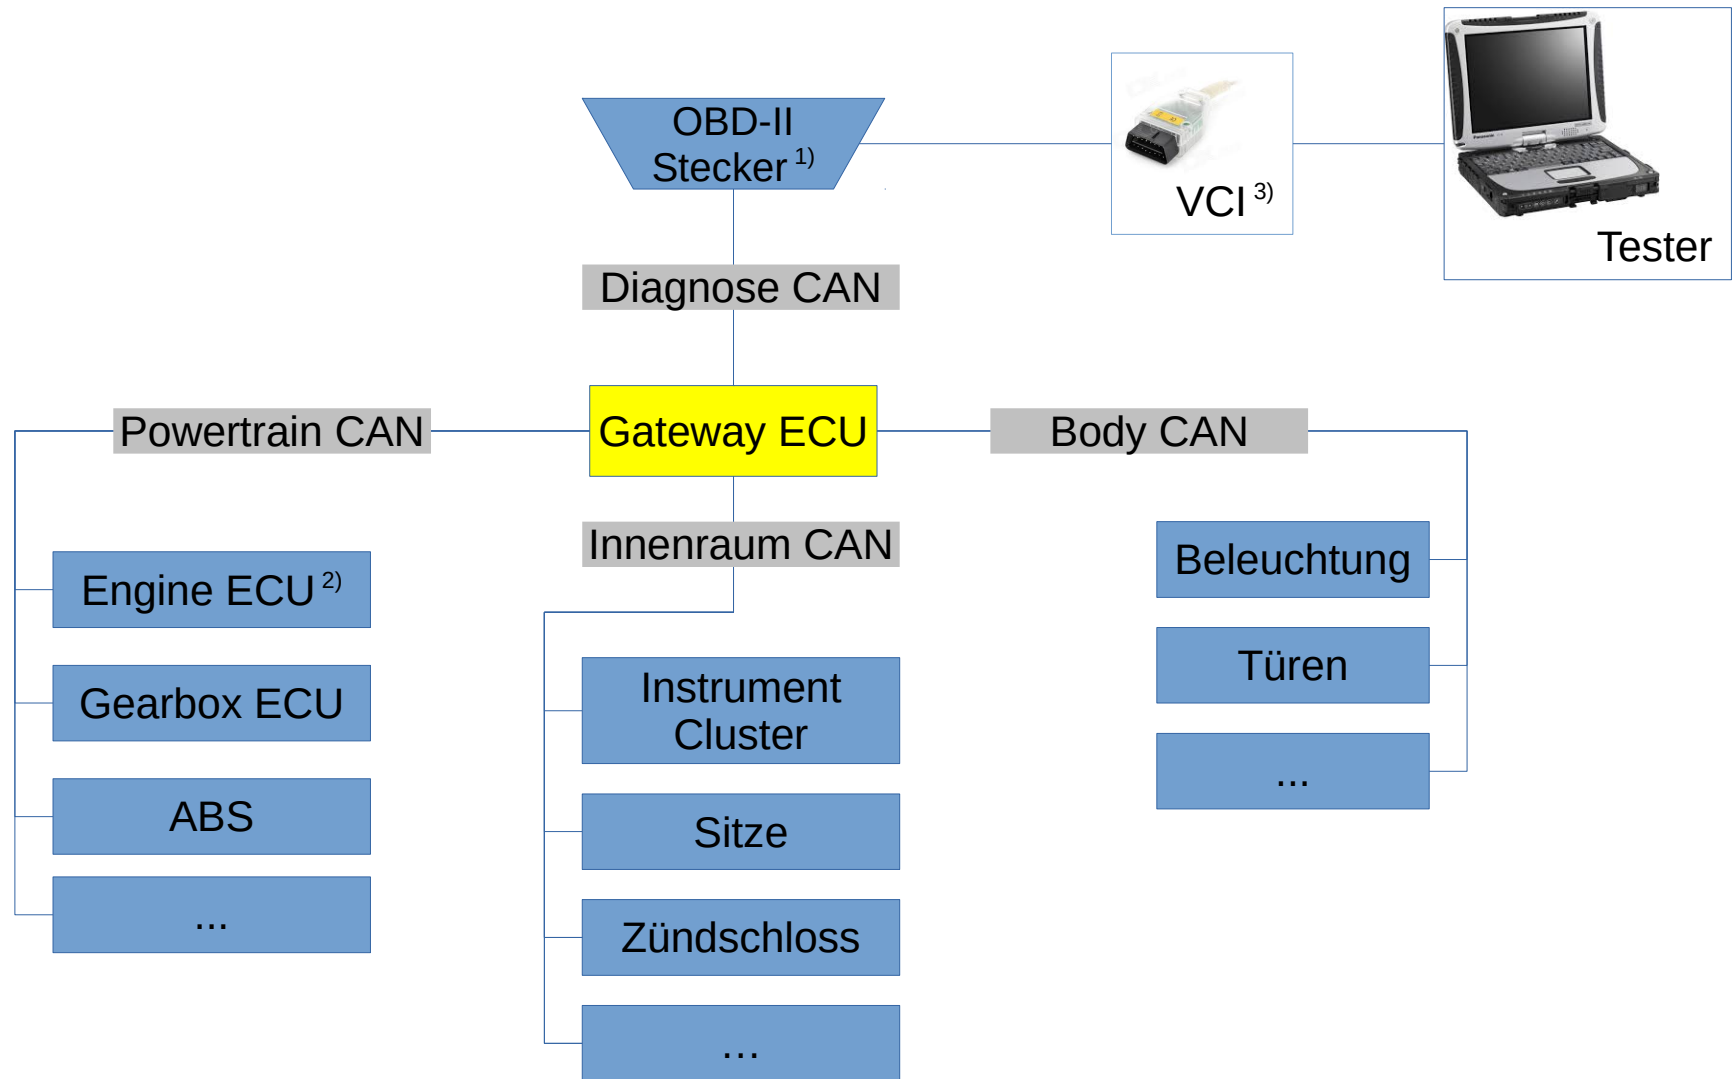 OBD-II
Stecker 1)
VCI 3)
Tester
Diagnose CAN
Powertrain CAN
Gateway ECU
Body CAN
Innenraum CAN
Engine ECU 2)
Gearbox ECU
ABS
...
Instrument
Cluster
Sitze
Zündschloss
...
Beleuchtung
Türen
...